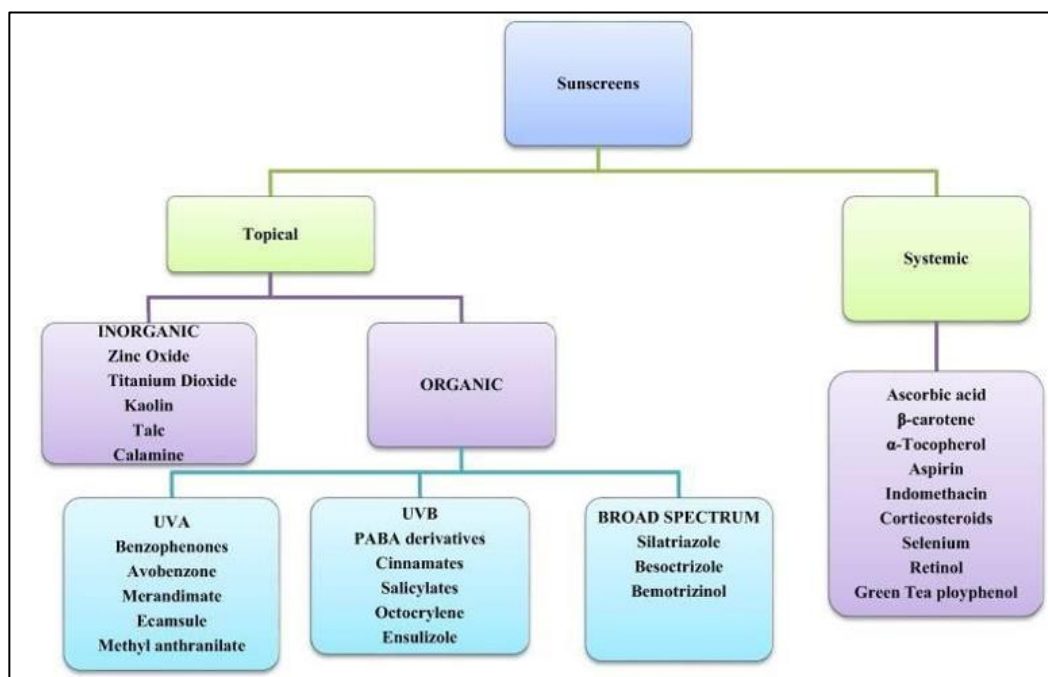 Sunscreens
Topical
Systemic
INORGANIC
Zinc Oxide
Titanium Dioxide
Kaolin
Talc
Calamine
ORGANIC
Ascorbic acid
β-carotene
α-Tocopherol
Aspirin
Indomethacin
Corticosteroids
Selenium
Retinol
Green Tea ployphenol
UVA
Benzophenones
Avobenzone
Merandimate
Ecamsule
Methyl anthranilate
UVB
PABA derivatives
Cinnamates
Salicylates
Octocrylene
Ensulizole
BROAD SPECTRUM
Silatriazole
Besoctrizole
Bemotrizinol